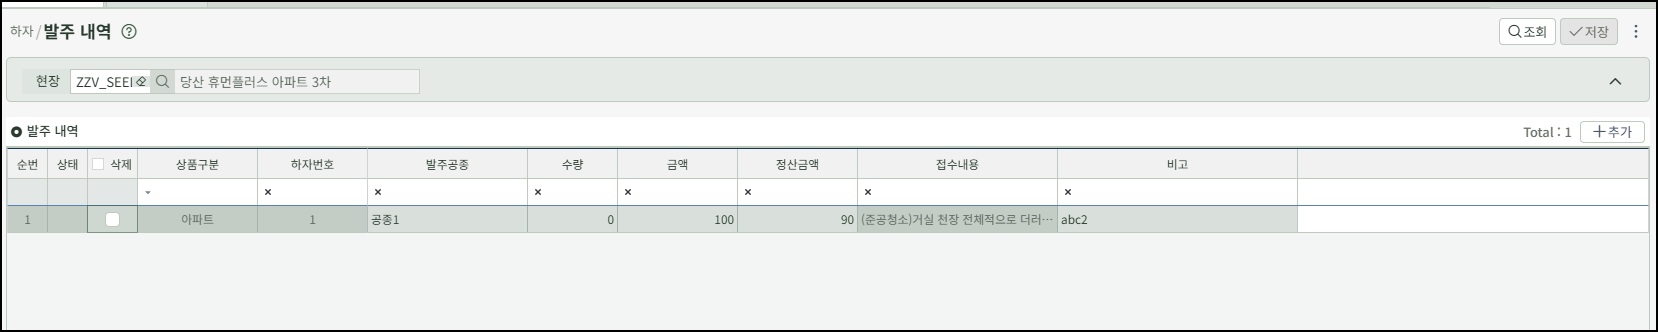 하자 / 발주 내역 ?
조회 저장
현장 ZZV_SEEI 당산 휴먼플러스 아파트 3차
발주 내역 Total : 1 추가
순번 상태 삭제 상품구분 하자번호 발주공종 수량 금액 정산금액 접수내용 비고
1 아파트 1 공종1 0 100 90 (준공청소)거실 천장 전체적으로 더러… abc2